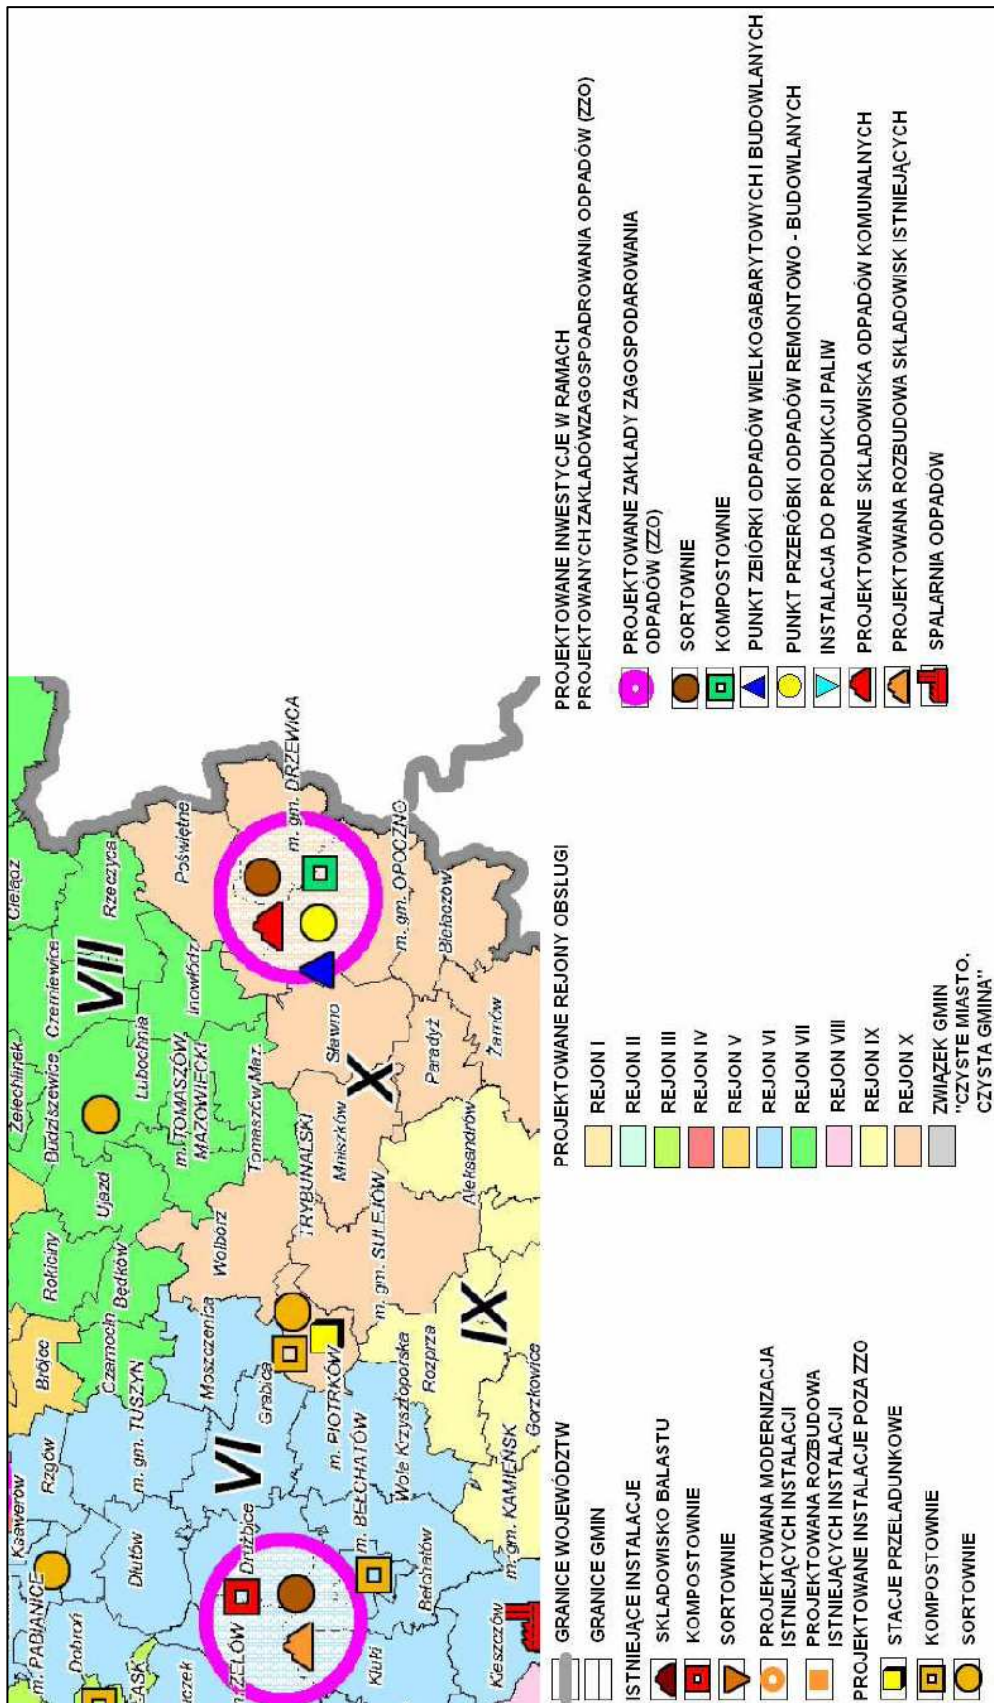 Kaawerow
m. PABIANICE
Rzgów
Brójce
Rokiciny
Żelechlinek
Cielądz
Dobroń
Dłutów
m. gm. TUSZYN
Czarnocin
Będków
Ujazd
Budziszewice
Czerniewice
Rzeczyca
Lubochnia
VII
Poświętne
m. TOMASZÓW
MAZOWIECKI
Inowłódz
Tomaszów Maz.
Moszczenica
Wolbórz
VI
Drużbice
Grabica
TRYBUNALSKI
Mniszków
Sławno
X
m. gm. DRZEWICA
m. gm. OPOCZNO
m. PIOTRKÓW
m. BEŁCHATÓW
m. gm. SULEJÓW
Paradyż
Białaczów
Wola Krzysztoporska
Rozprza
Aleksandrów
Żarnów
Kluki
Bełchatów
IX
Kleszczów
m. gm. KAMIEŃSK
Gorzkowice
GRANICE WOJEWÓDZTW
GRANICE GMIN
ISTNIEJĄCE INSTALACJE
SKŁADOWISKO BALASTU
KOMPOSTOWNIE
SORTOWNIE
PROJEKTOWANA MODERNIZACJA
ISTNIEJĄCYCH INSTALACJI
PROJEKTOWANA ROZBUDOWA
ISTNIEJĄCYCH INSTALACJI
PROJEKTOWANE INSTALACJE POZA ZZO
STACJE PRZEŁADUNKOWE
KOMPOSTOWNIE
SORTOWNIE
PROJEKTOWANE REJONY OBSŁUGI
REJON I
REJON II
REJON III
REJON IV
REJON V
REJON VI
REJON VII
REJON VIII
REJON IX
REJON X
ZWIĄZEK GMIN
"CZYSTE MIASTO,
CZYSTA GMINA"
PROJEKTOWANE INWESTYCJE W RAMACH
PROJEKTOWANYCH ZAKŁADÓWZAGOSPOADROWANIA ODPADÓW (ZZO)
PROJEKTOWANE ZAKŁADY ZAGOSPODAROWANIA
ODPADÓW (ZZO)
SORTOWNIE
KOMPOSTOWNIE
PUNKT ZBIÓRKI ODPADÓW WIELKOGABARYTOWYCH I BUDOWLANYCH
PUNKT PRZERÓBKI ODPADÓW REMONTOWO - BUDOWLANYCH
INSTALACJA DO PRODUKCJI PALIW
PROJEKTOWANE SKŁADOWISKA ODPADÓW KOMUNALNYCH
PROJEKTOWANA ROZBUDOWA SKŁADOWISK ISTNIEJĄCYCH
SPALARNIA ODPADÓW